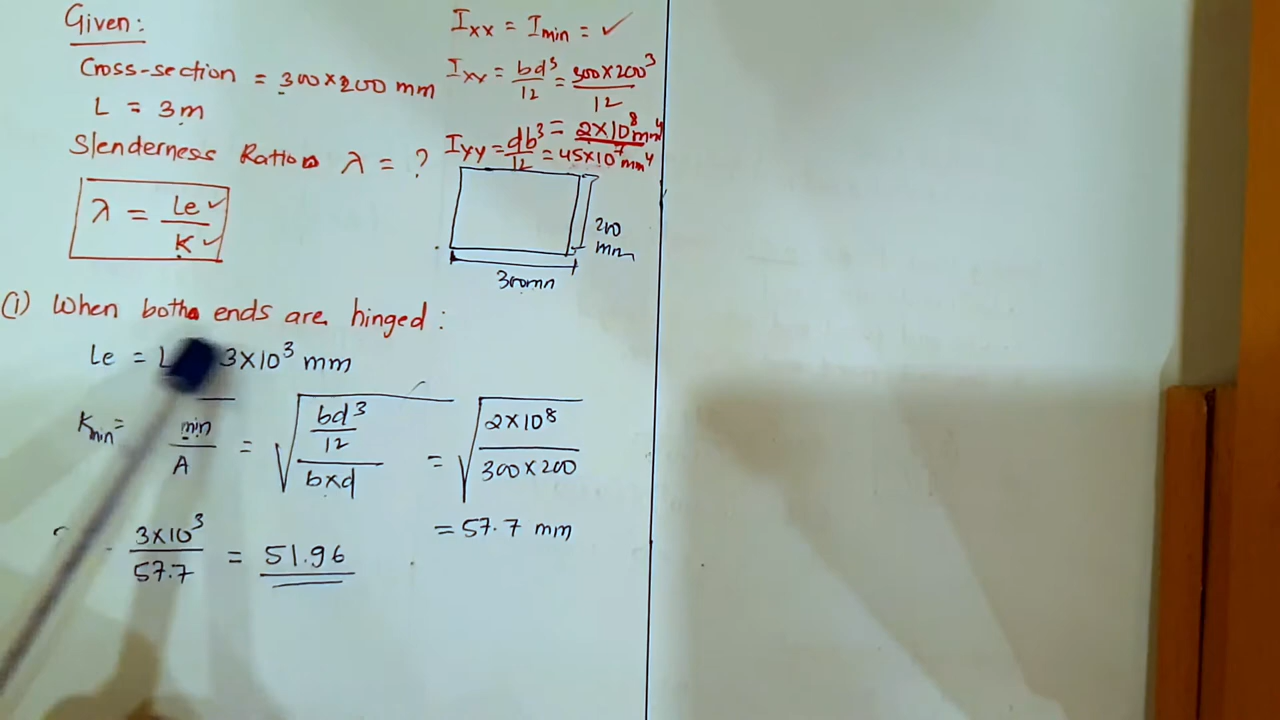 Given:
Cross-section = 300×200 mm
L = 3m
Slenderness Ratio λ = ?
λ = Le / K
Ixx = Imin = ✓
Ixx = bd³/12 = 300×200³/12
= 2×10⁸ mm⁴
Iyy = db³/12 = 45×10⁷ mm⁴
200 mm
300mm
(1) When both ends are hinged:
Le = L 3×10³ mm
Kmin = min/A = √((bd³/12)/(b×d)) = √(2×10⁸/(300×200))
= 57.7 mm
3×10³/57.7 = 51.96